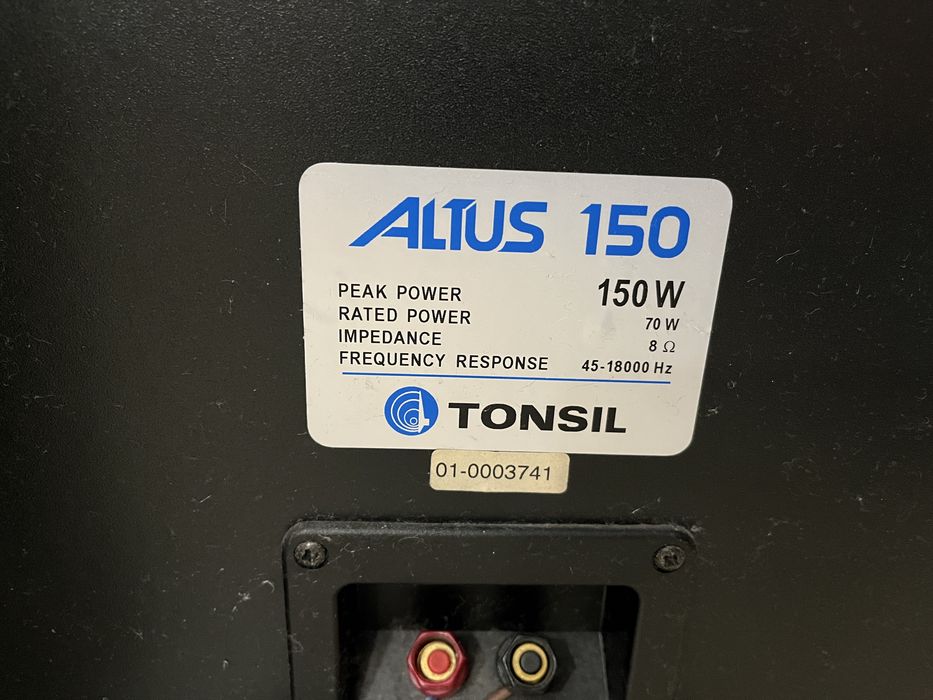 ALTUS 150
PEAK POWER 150 W
RATED POWER 70 W
IMPEDANCE 8 Ω
FREQUENCY RESPONSE 45-18000 Hz
TONSIL
01-0003741